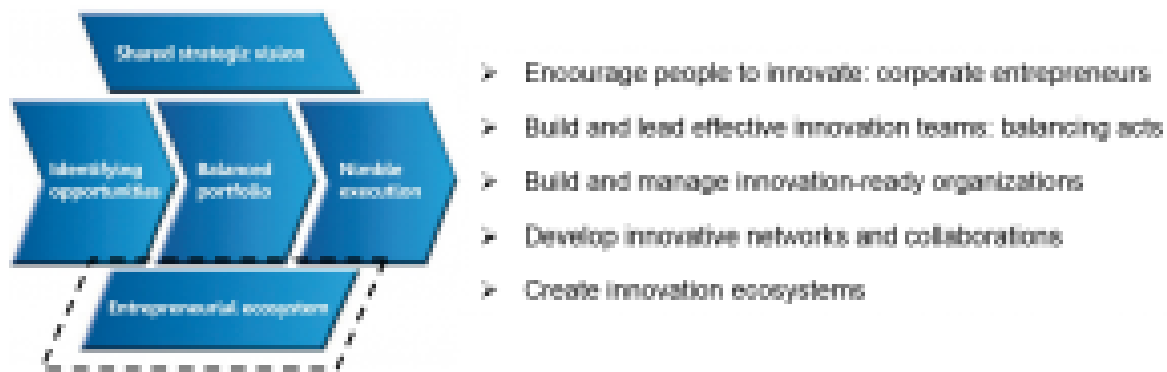 Shared strategic vision
Identifying
opportunities
Balanced
portfolio
Nimble
execution
Entrepreneurial ecosystem
Encourage people to innovate: corporate entrepreneurs
Build and lead effective innovation teams: balancing acts
Build and manage innovation-ready organizations
Develop innovative networks and collaborations
Create innovation ecosystems